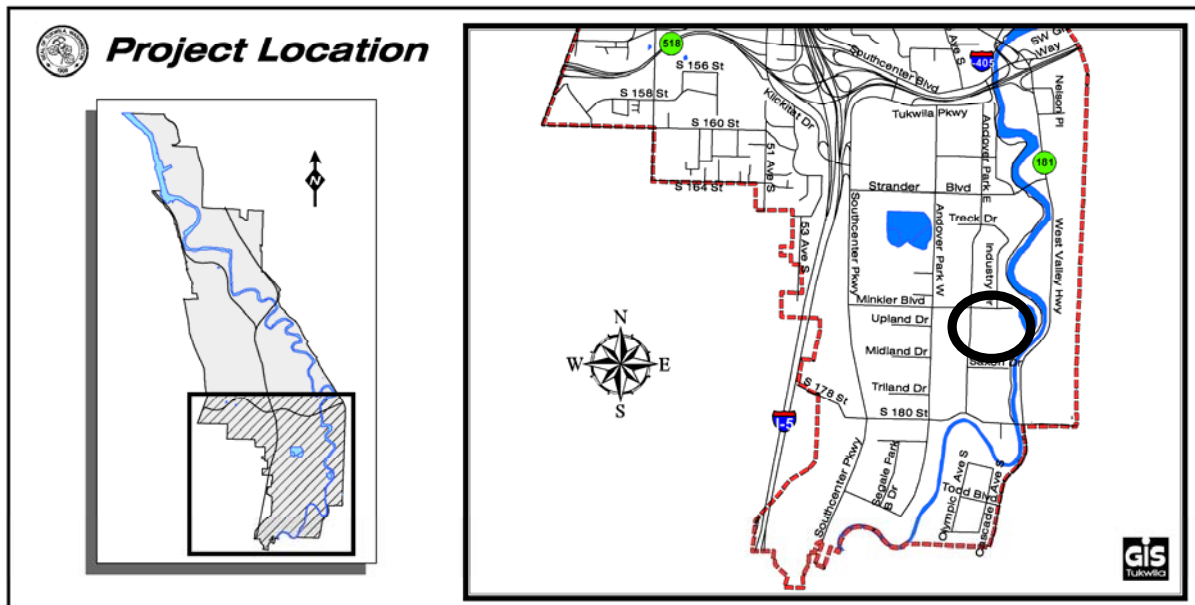 Project Location
N
518
S 156 St
S 158 St
S 160 St
S 164 St
Klickitat Dr
51 Ave S
53 Ave S
Southcenter Blvd
Ave S
I-405
SW Gr
Way
Nelson Pl
Tukwila Pkwy
Andover Park E
181
Strander Blvd
Treck Dr
Southcenter Pkwy
Andover Park W
Industry Dr
West Valley Hwy
Minkler Blvd
Upland Dr
Midland Dr
Triland Dr
Saxon Dr
S 178 St
S 180 St
I-5
Southcenter Pkwy
Segale Park
B Dr
Olympic Ave S
Todd Blvd
Cascade Ave S
N
W E
S
GIS
Tukwila